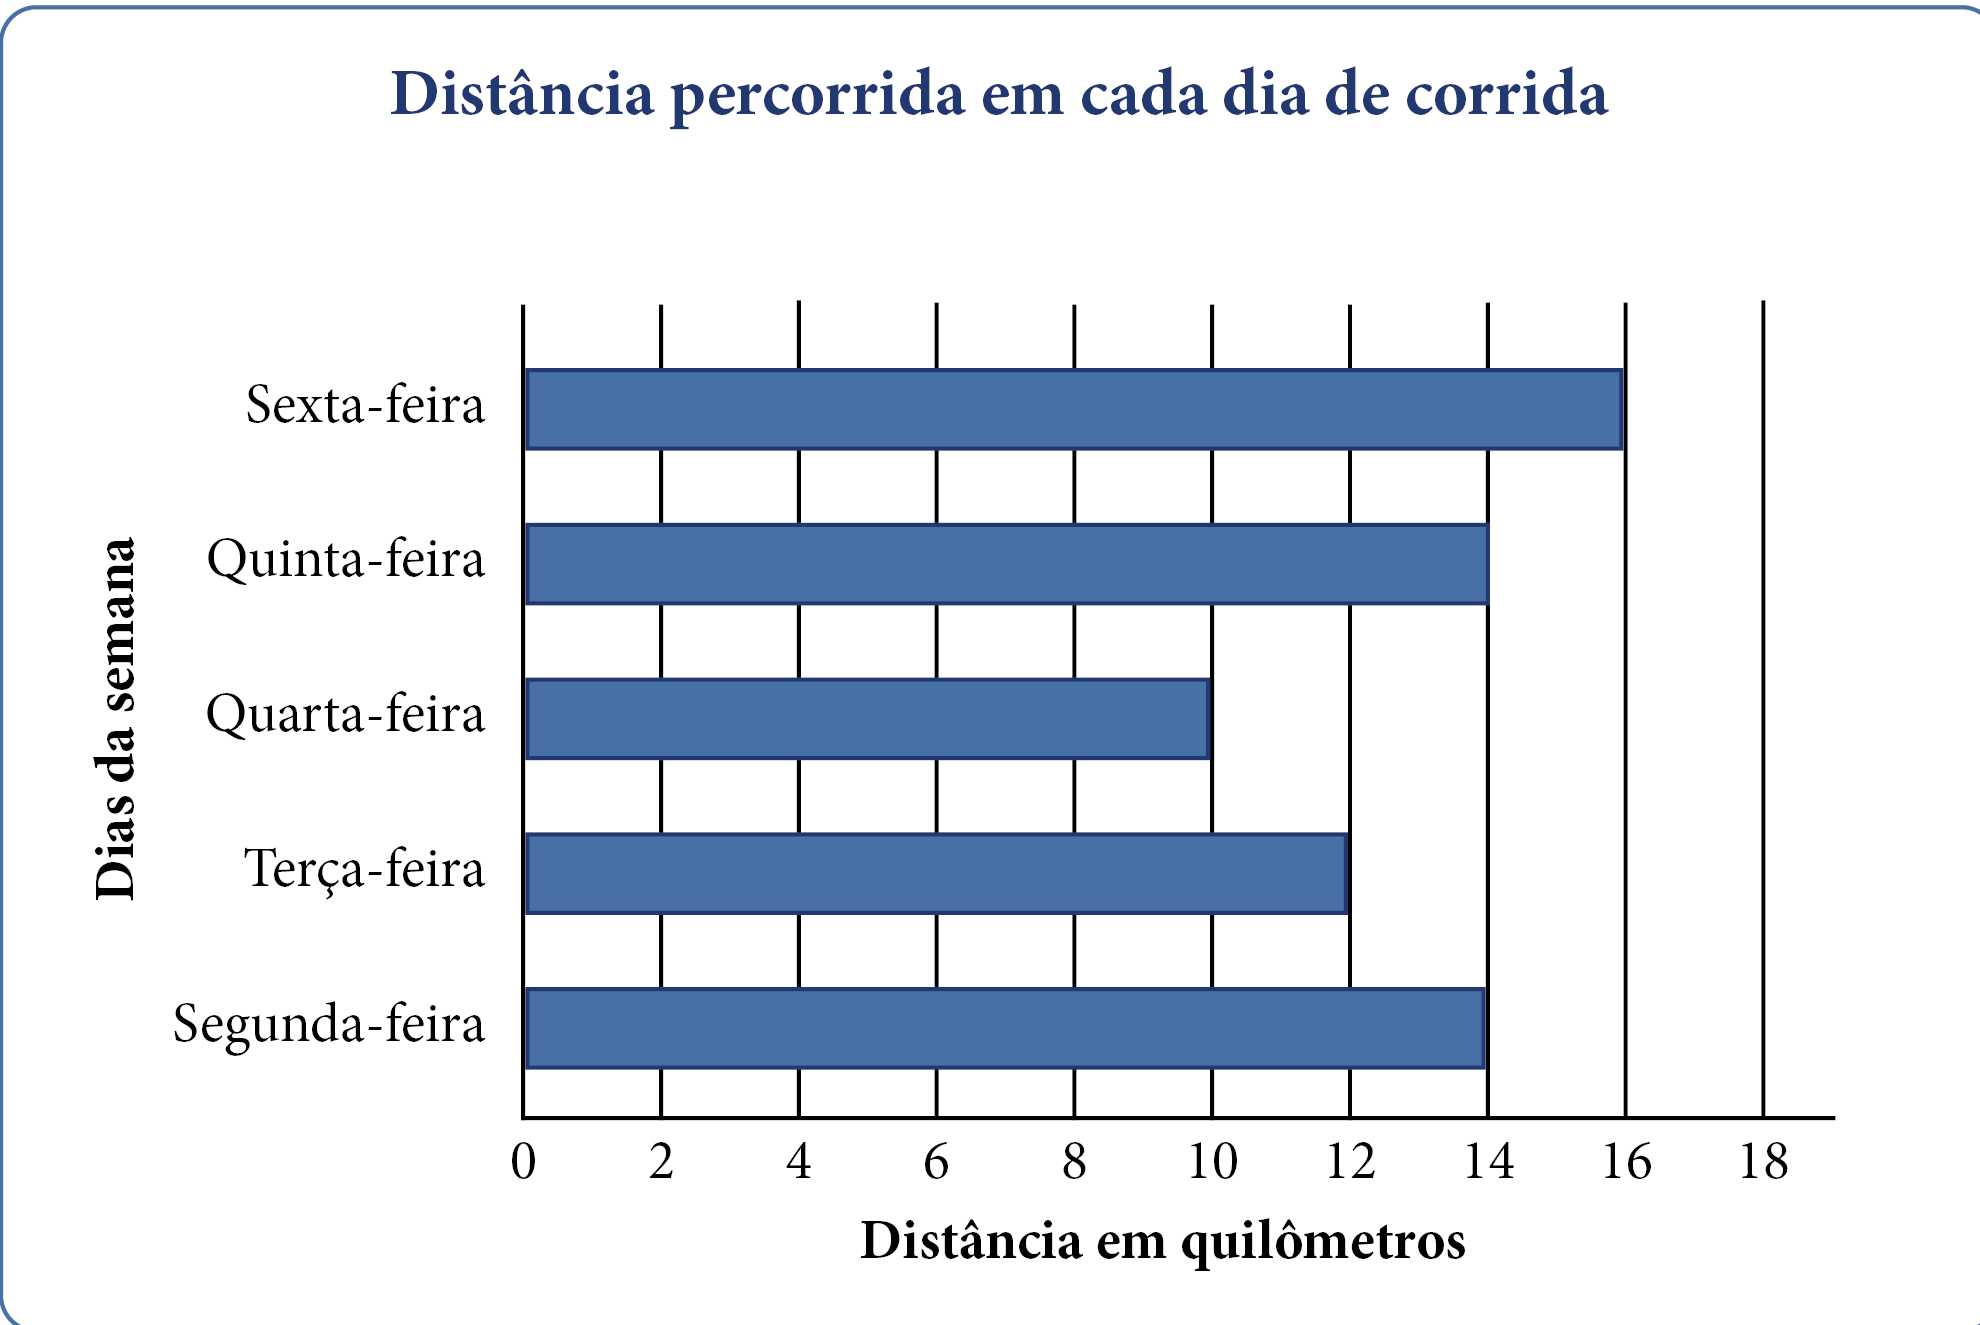 Distância percorrida em cada dia de corrida
Dias da semana
Sexta-feira
Quinta-feira
Quarta-feira
Terça-feira
Segunda-feira
0 2 4 6 8 10 12 14 16 18
Distância em quilômetros